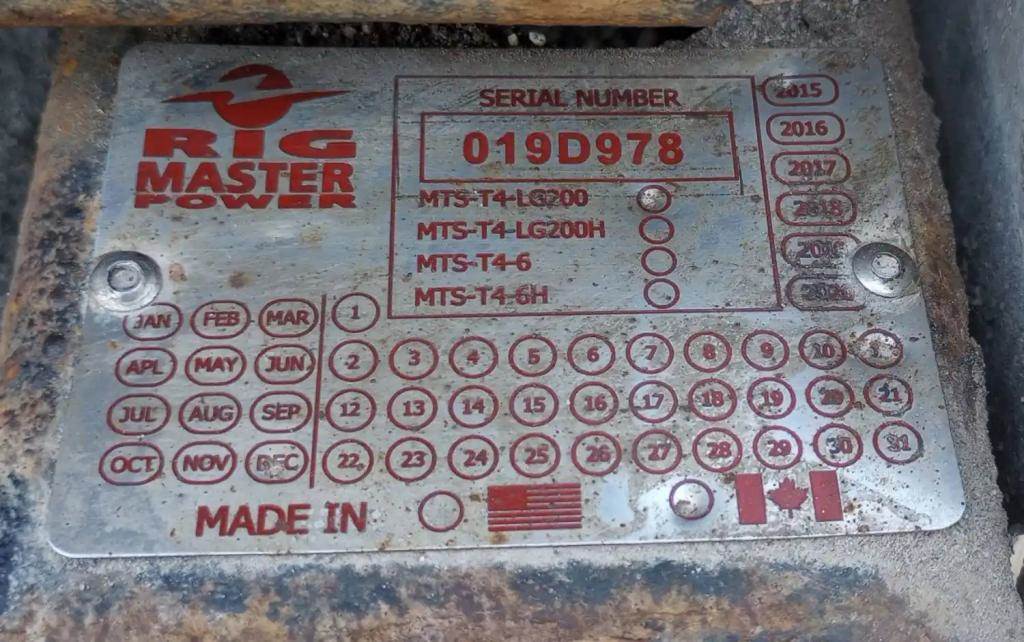 RIG
MASTER
POWER
SERIAL NUMBER
019D978
MTS-T4-LG200
MTS-T4-LG200H
MTS-T4-6
MTS-T4-6H
2015
2016
2017
2018
JAN FEB MAR 1
APL MAY JUN 2 3 4 5 6 7 8 9 10
JUL AUG SEP 12 13 14 15 16 17 18 19 20 21
OCT NOV DEC 22 23 24 25 26 27 28 29 30 31
MADE IN